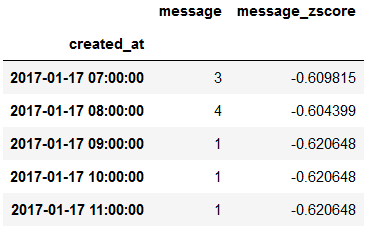 message message_zscore
created_at
2017-01-17 07:00:00 3 -0.609815
2017-01-17 08:00:00 4 -0.604399
2017-01-17 09:00:00 1 -0.620648
2017-01-17 10:00:00 1 -0.620648
2017-01-17 11:00:00 1 -0.620648